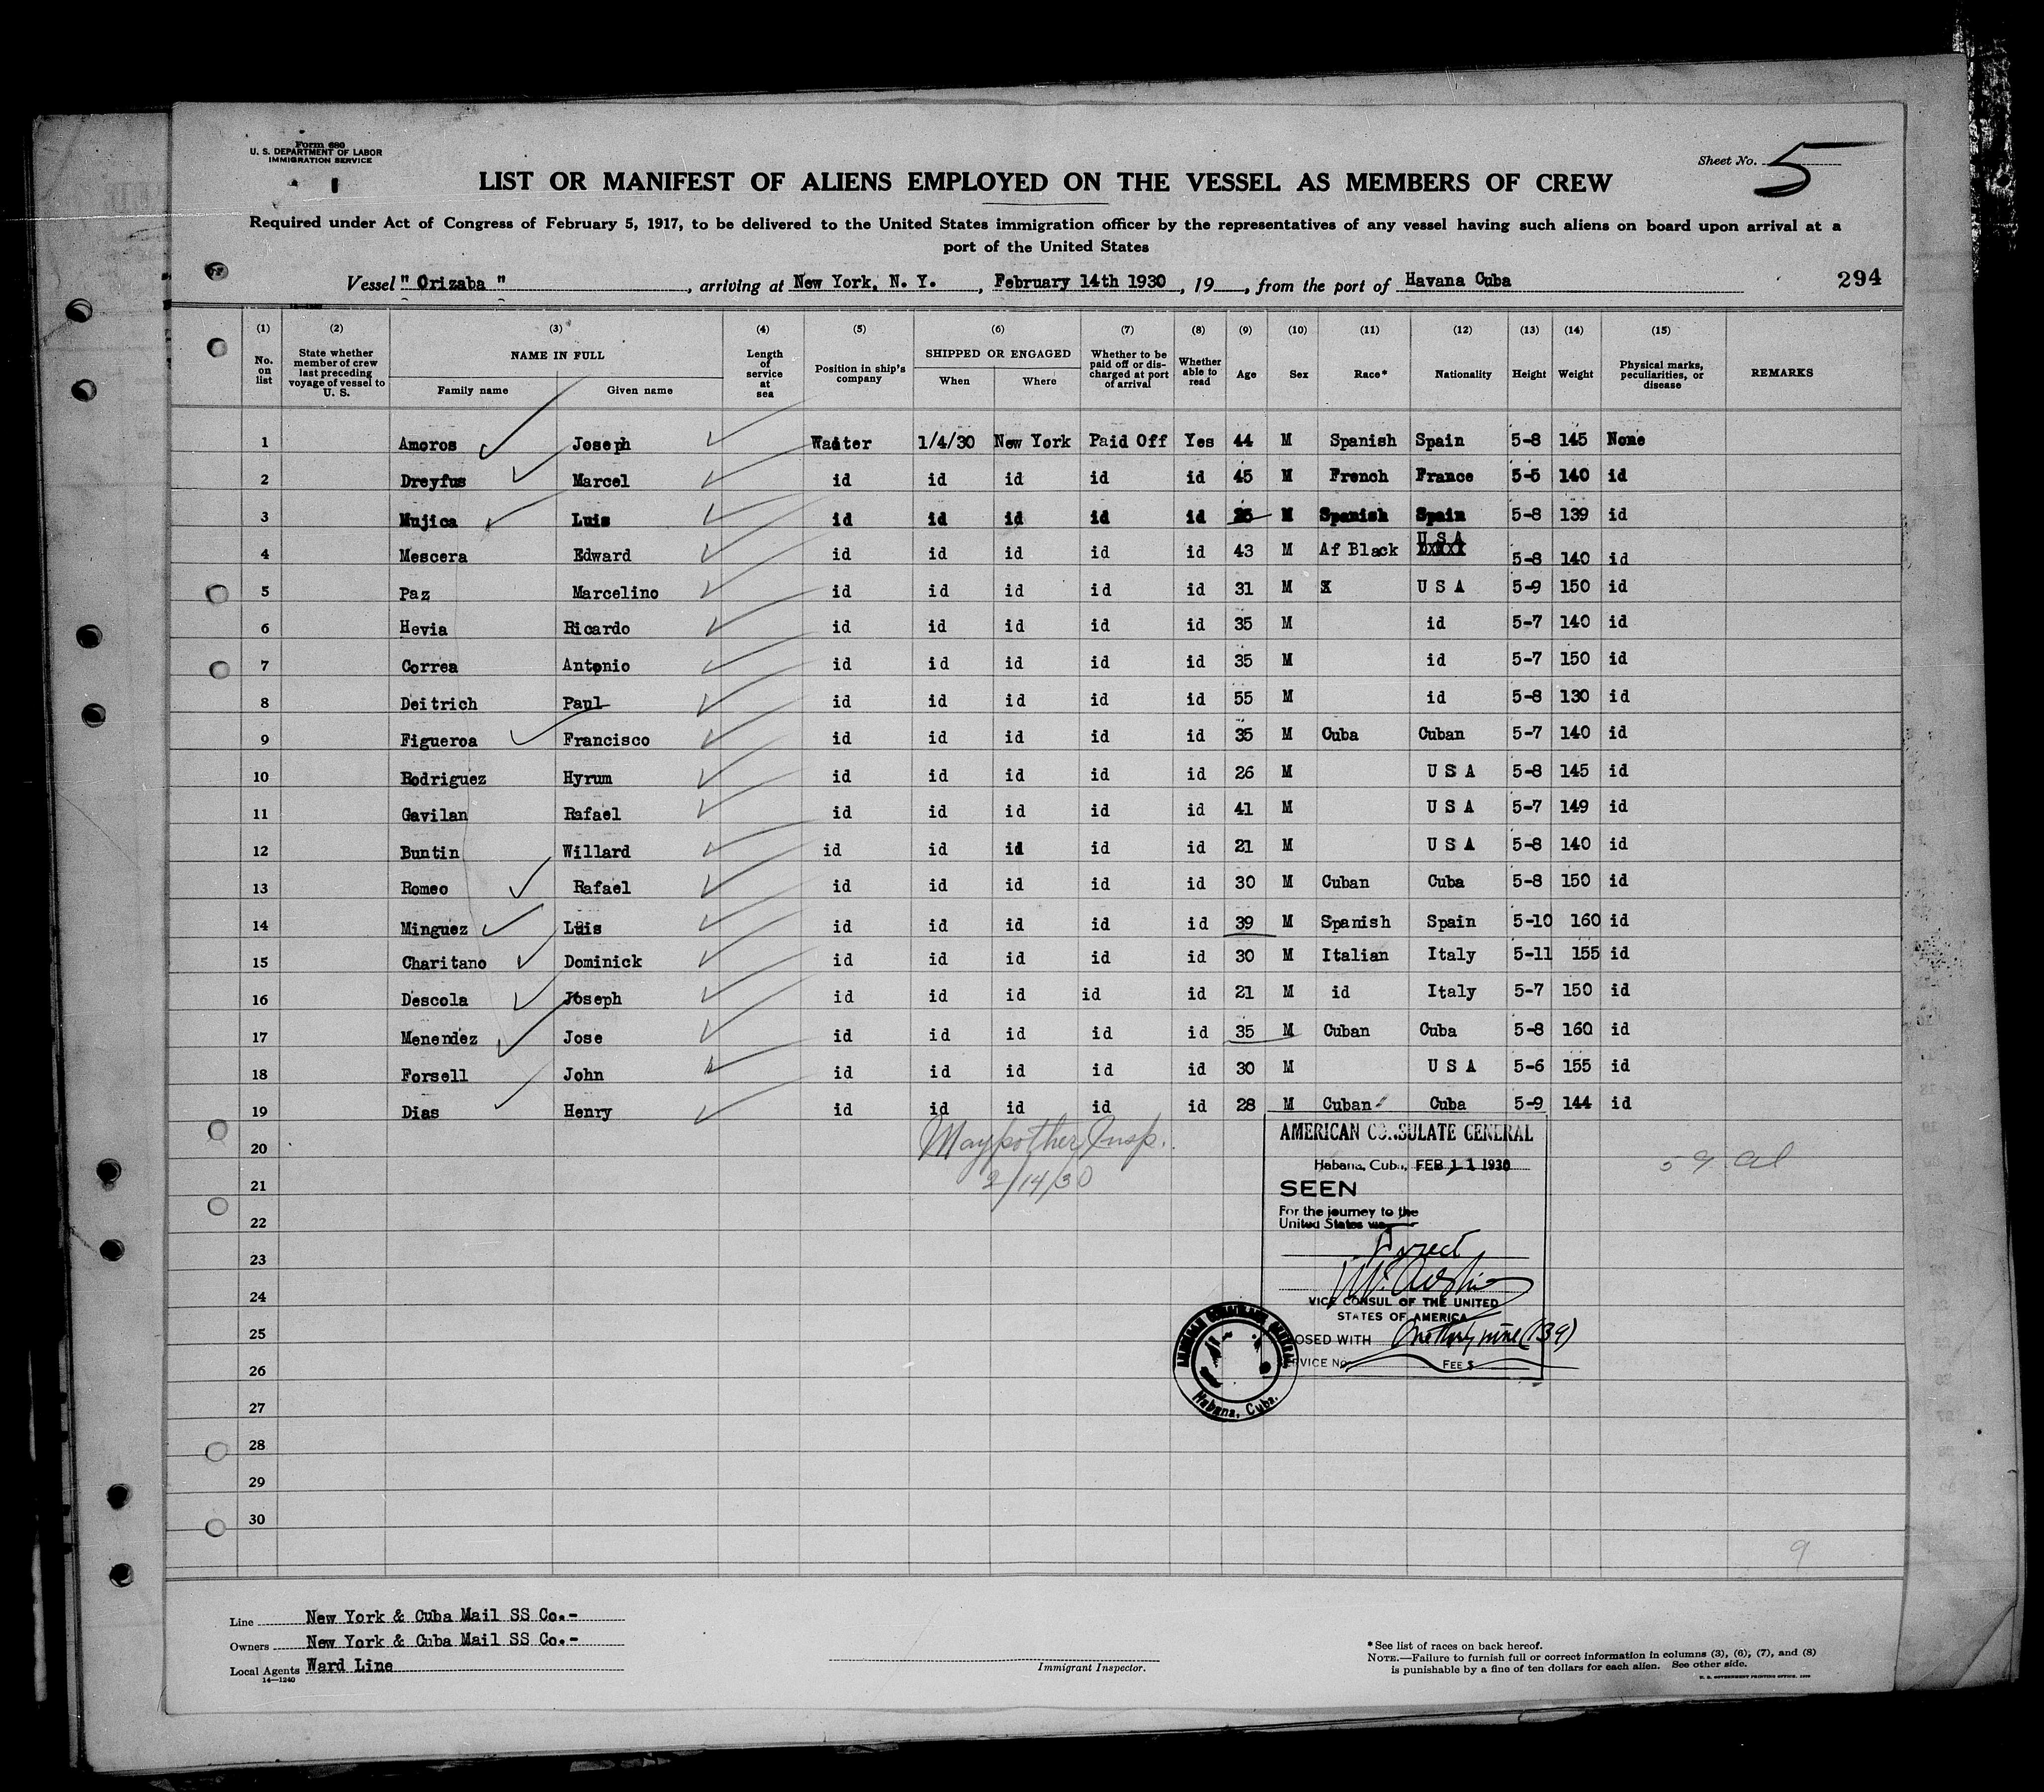 Form 680
U. S. DEPARTMENT OF LABOR
IMMIGRATION SERVICE
Sheet No. 5
LIST OR MANIFEST OF ALIENS EMPLOYED ON THE VESSEL AS MEMBERS OF CREW
Required under Act of Congress of February 5, 1917, to be delivered to the United States immigration officer by the representatives of any vessel having such aliens on board upon arrival at a
port of the United States
Vessel " Orizaba ", arriving at New York, N. Y., February 14th 1930, 19, from the port of Havana Cuba
294
(1) (2) (3) (4) (5) (6) (7) (8) (9) (10) (11) (12) (13) (14) (15)
No. on list
State whether member of crew last preceding voyage of vessel to U. S.
NAME IN FULL
Family name Given name
Length of service at sea
Position in ship's company
SHIPPED OR ENGAGED
When Where
Whether to be paid off or discharged at port of arrival
Whether able to read
Age Sex Race* Nationality Height Weight
Physical marks, peculiarities, or disease
REMARKS
1 Amoros Joseph Waiter 1/4/30 New York Paid Off Yes 44 M Spanish Spain 5-8 145 None
2 Dreyfus Marcel id id id id id 45 M French France 5-5 140 id
3 Mujica Luis id id id id id M Spanish Spain 5-8 139 id
4 Mescera Edward id id id id id 43 M Af Black U S A 5-8 140 id
5 Paz Marcelino id id id id id 31 M X U S A 5-9 150 id
6 Hevia Ricardo id id id id id 35 M id 5-7 140 id
7 Correa Antonio id id id id id 35 M id 5-7 150 id
8 Deitrich Paul id id id id id 55 M id 5-8 130 id
9 Figueroa Francisco id id id id id 35 M Cuba Cuban 5-7 140 id
10 Rodriguez Hyrum id id id id id 26 M U S A 5-8 145 id
11 Gavilan Rafael id id id id id 41 M U S A 5-7 149 id
12 Buntin Willard id id id id id 21 M U S A 5-8 140 id
13 Romeo Rafael id id id id id 30 M Cuban Cuba 5-8 150 id
14 Minguez Luis id id id id id 39 M Spanish Spain 5-10 160 id
15 Charitano Dominick id id id id id 30 M Italian Italy 5-11 155 id
16 Descola Joseph id id id id id 21 M id Italy 5-7 150 id
17 Menendez Jose id id id id id 35 M Cuban Cuba 5-8 160 id
18 Forsell John id id id id id 30 M U S A 5-6 155 id
19 Dias Henry id id id id id 28 M Cuban Cuba 5-9 144 id
20
21
22
23
24
25
26
27
28
29
30
Maypother Insp.
2/14/30
AMERICAN CONSULATE GENERAL
Habana, Cuba, FEB 11 1930
SEEN
For the journey to the
United States via
Direct
VICE CONSUL OF THE UNITED
STATES OF AMERICA
OSED WITH One thirty nine (139)
RVICE No. FEE $
AMERICAN CONSULATE GENERAL
Habana, Cuba.
9
Line New York & Cuba Mail SS Co.-
Owners New York & Cuba Mail SS Co.-
Local Agents Ward Line
14—1240
Immigrant Inspector.
*See list of races on back hereof.
NOTE.—Failure to furnish full or correct information in columns (3), (6), (7), and (8)
is punishable by a fine of ten dollars for each alien. See other side.